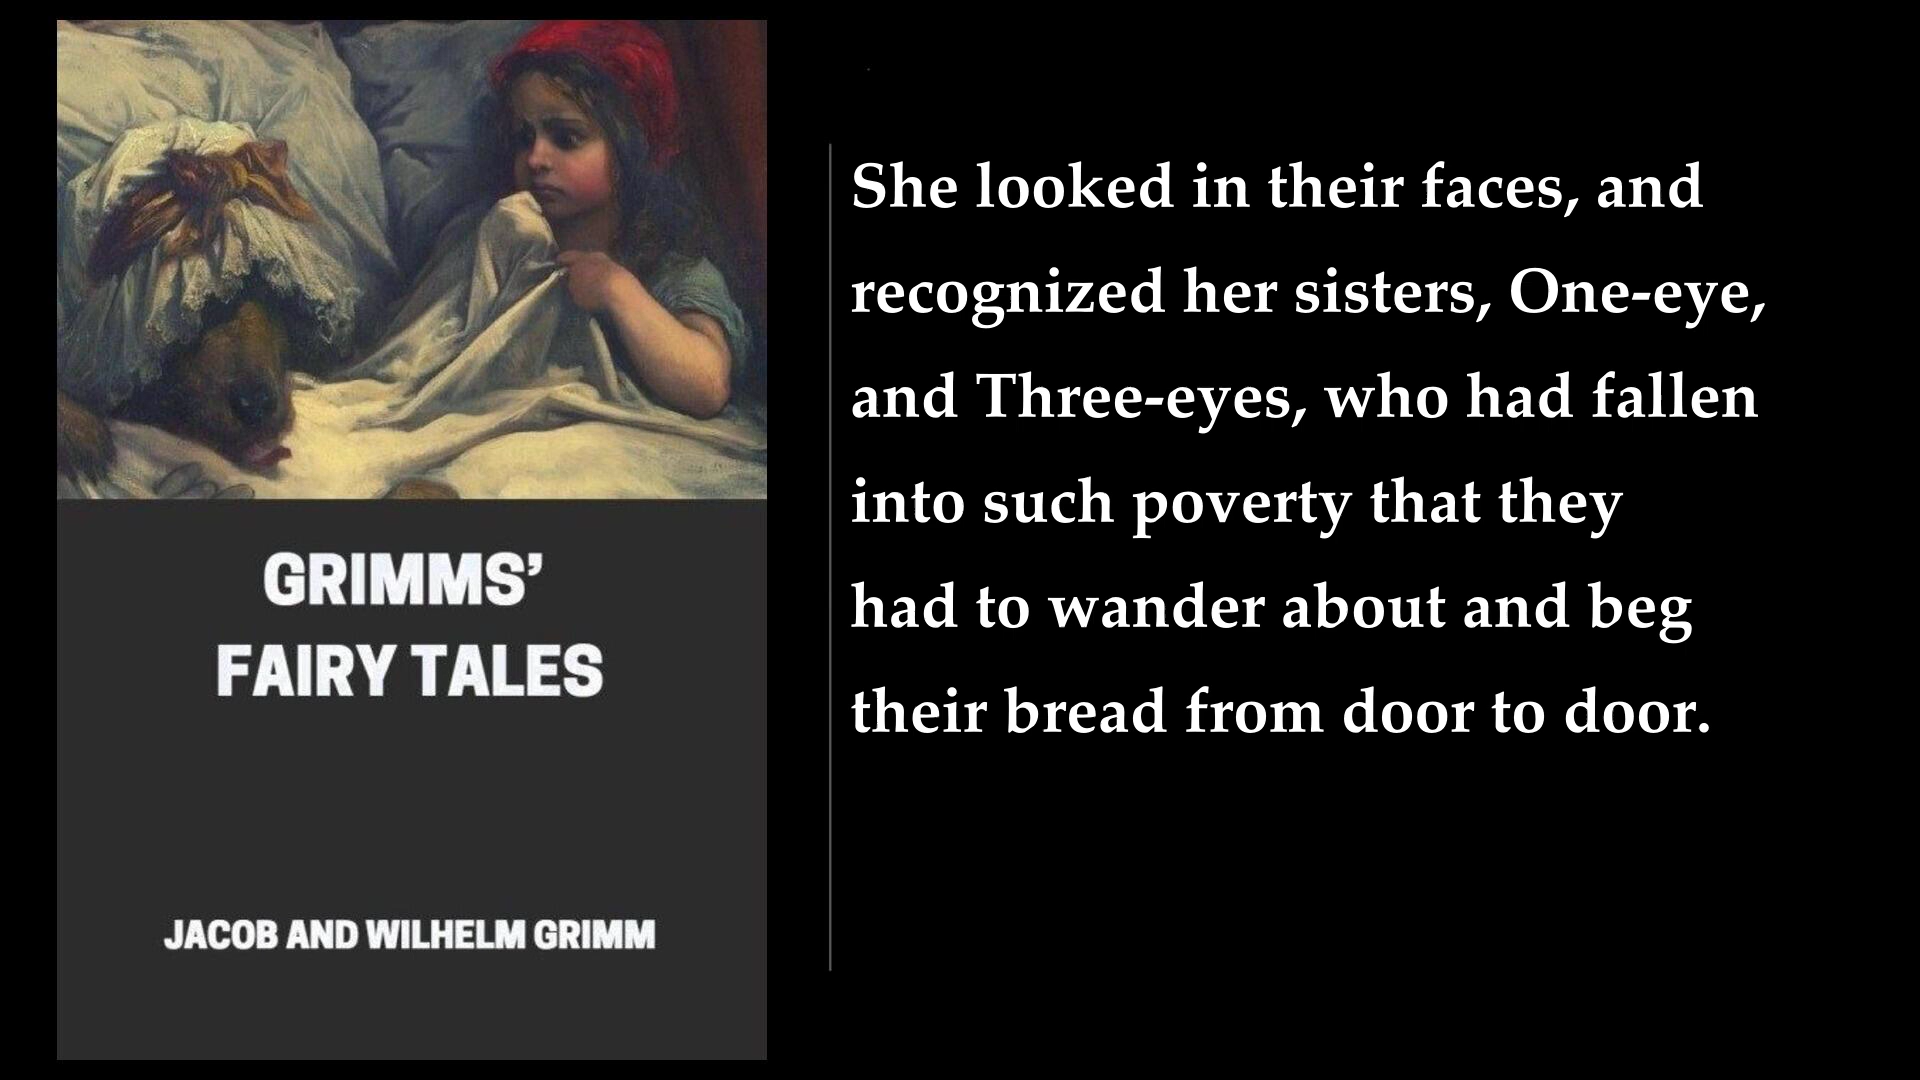 GRIMMS’
FAIRY TALES
JACOB AND WILHELM GRIMM
She looked in their faces, and
recognized her sisters, One-eye,
and Three-eyes, who had fallen
into such poverty that they
had to wander about and beg
their bread from door to door.